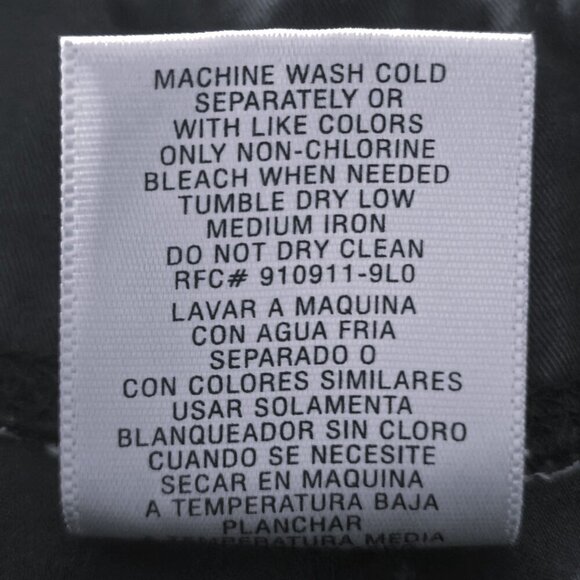 MACHINE WASH COLD
SEPARATELY OR
WITH LIKE COLORS
ONLY NON-CHLORINE
BLEACH WHEN NEEDED
TUMBLE DRY LOW
MEDIUM IRON
DO NOT DRY CLEAN
RFC# 910911-9L0
LAVAR A MAQUINA
CON AGUA FRIA
SEPARADO O
CON COLORES SIMILARES
USAR SOLAMENTA
BLANQUEADOR SIN CLORO
CUANDO SE NECESITE
SECAR EN MAQUINA
A TEMPERATURA BAJA
PLANCHAR
A TEMPERATURA MEDIA